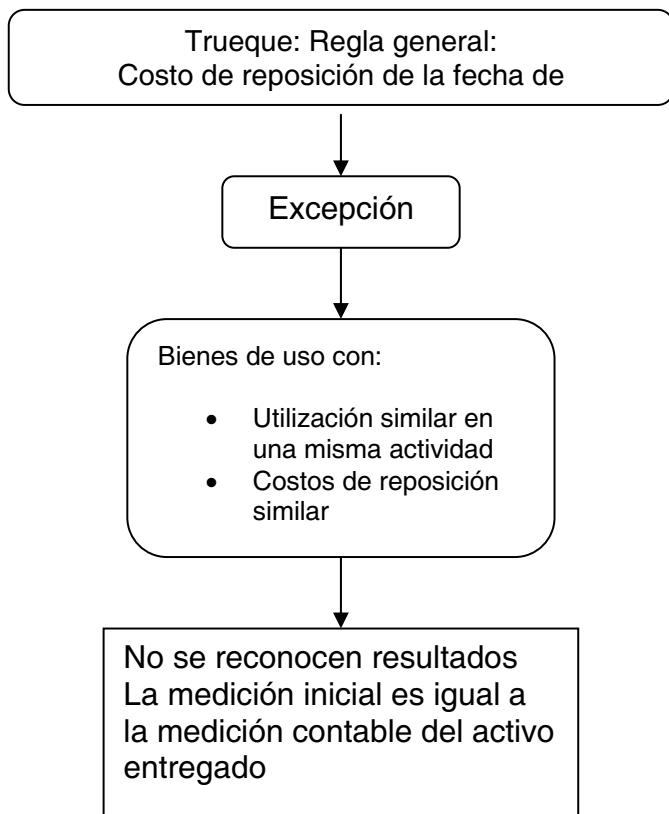 Trueque: Regla general:
Costo de reposición de la fecha de
Excepción
Bienes de uso con:
• Utilización similar en
una misma actividad
• Costos de reposición
similar
No se reconocen resultados
La medición inicial es igual a
la medición contable del activo
entregado